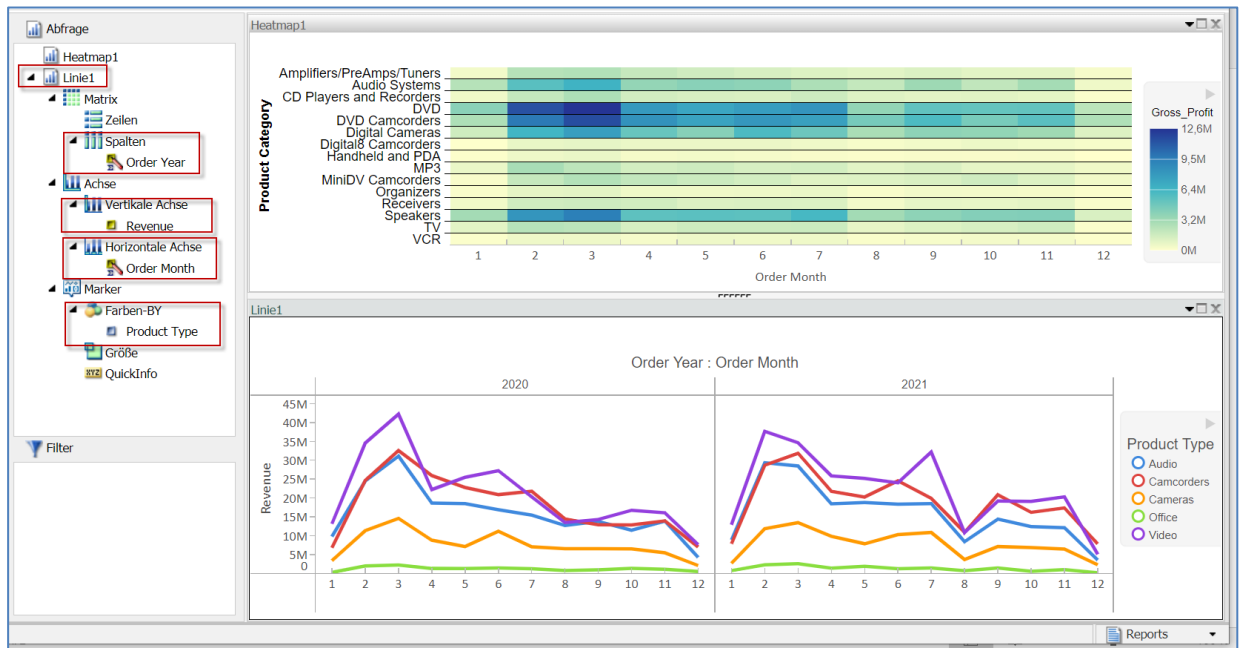 Abfrage
Heatmap1
Linie1
Matrix
Zeilen
Spalten
Order Year
Achse
Vertikale Achse
Revenue
Horizontale Achse
Order Month
Marker
Farben-BY
Product Type
Größe
QuickInfo
Filter
Heatmap1
Product Category
Amplifiers/PreAmps/Tuners
Audio Systems
CD Players and Recorders
DVD
DVD Camcorders
Digital Cameras
Digital8 Camcorders
Handheld and PDA
MP3
MiniDV Camcorders
Organizers
Receivers
Speakers
TV
VCR
1 2 3 4 5 6 7 8 9 10 11 12
Order Month
Gross_Profit
12,6M
9,5M
6,4M
3,2M
0M
Linie1
Order Year : Order Month
2020 2021
Revenue
45M
40M
35M
30M
25M
20M
15M
10M
5M
0
1 2 3 4 5 6 7 8 9 10 11 12 1 2 3 4 5 6 7 8 9 10 11 12
Product Type
Audio
Camcorders
Cameras
Office
Video
Reports